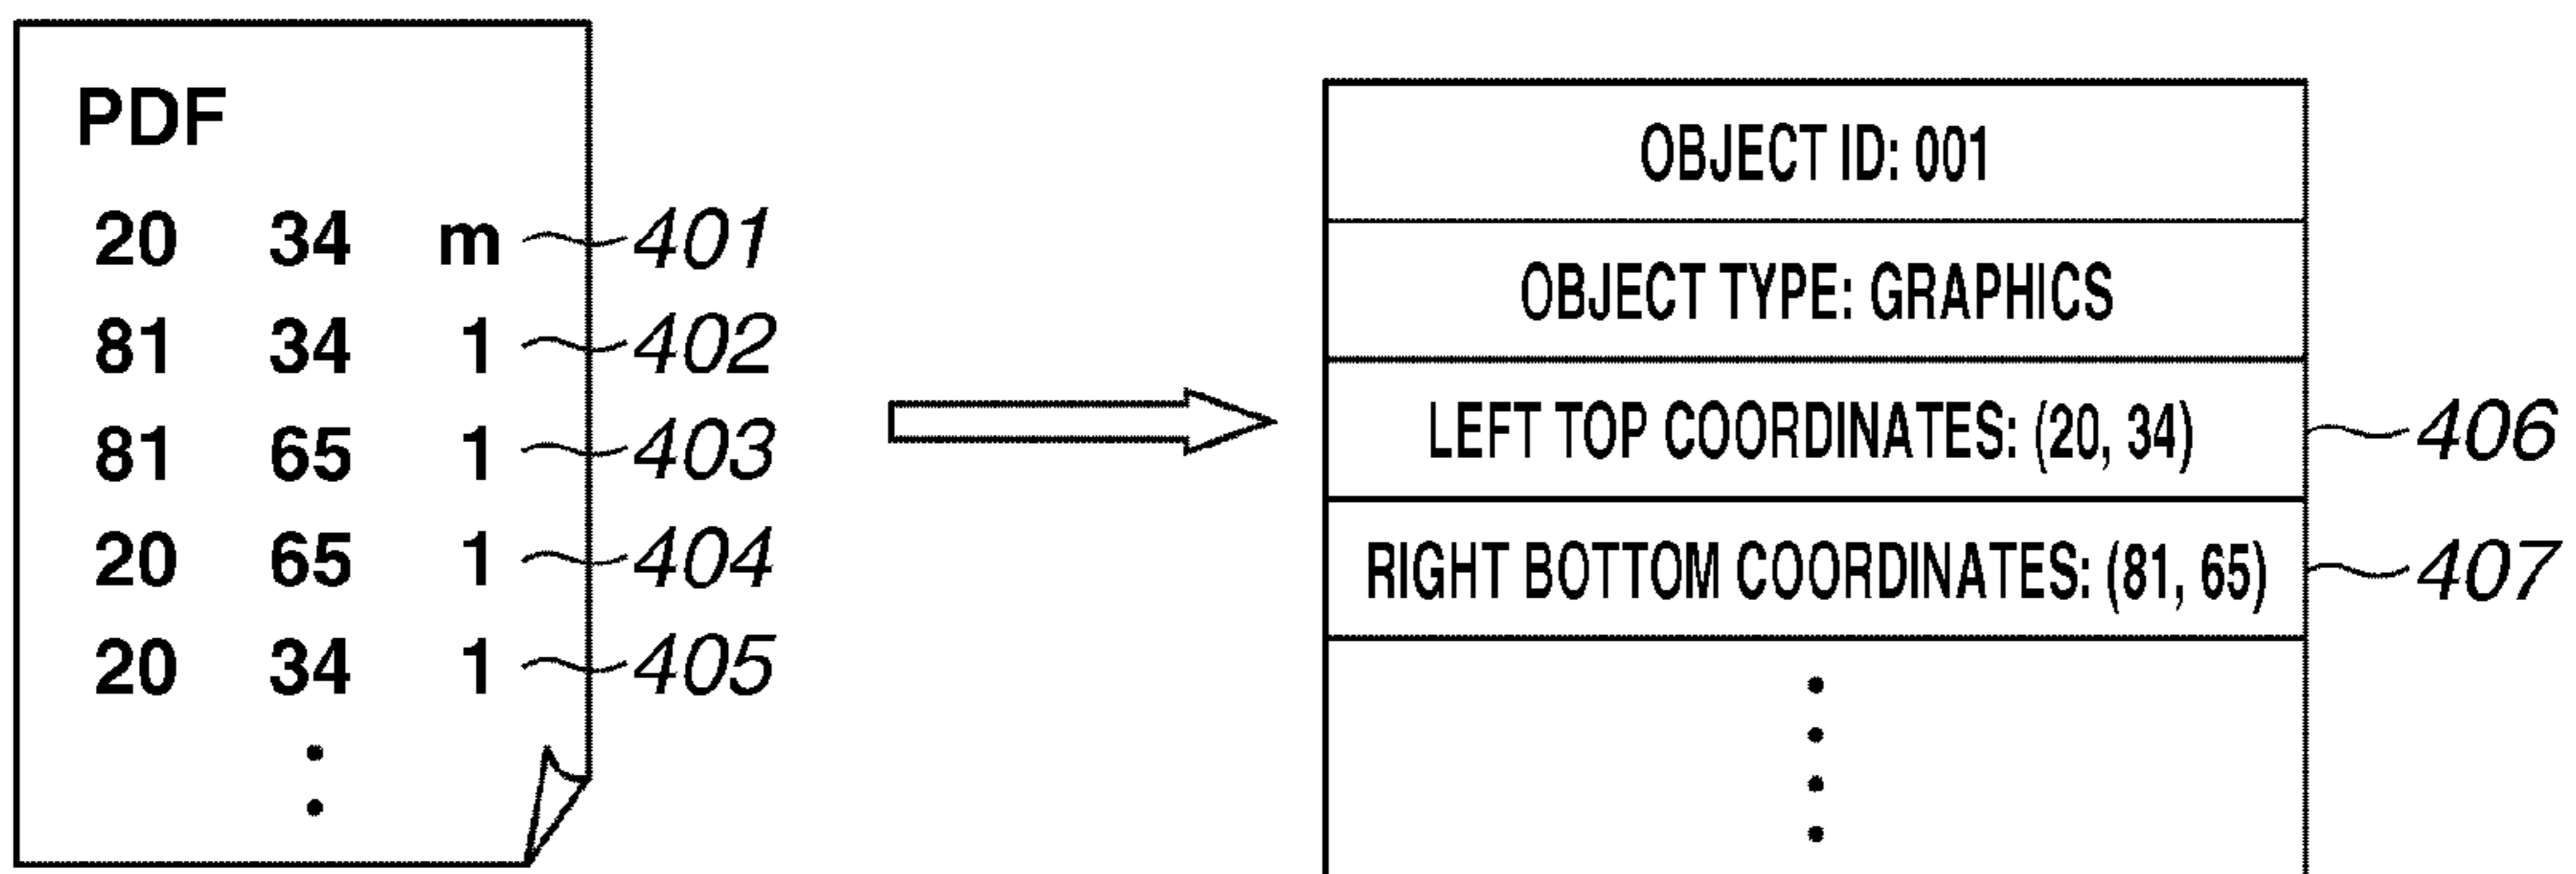 PDF
20 34 m 401
81 34 1 402
81 65 1 403
20 65 1 404
20 34 1 405
OBJECT ID: 001
OBJECT TYPE: GRAPHICS
LEFT TOP COORDINATES: (20, 34) 406
RIGHT BOTTOM COORDINATES: (81, 65) 407